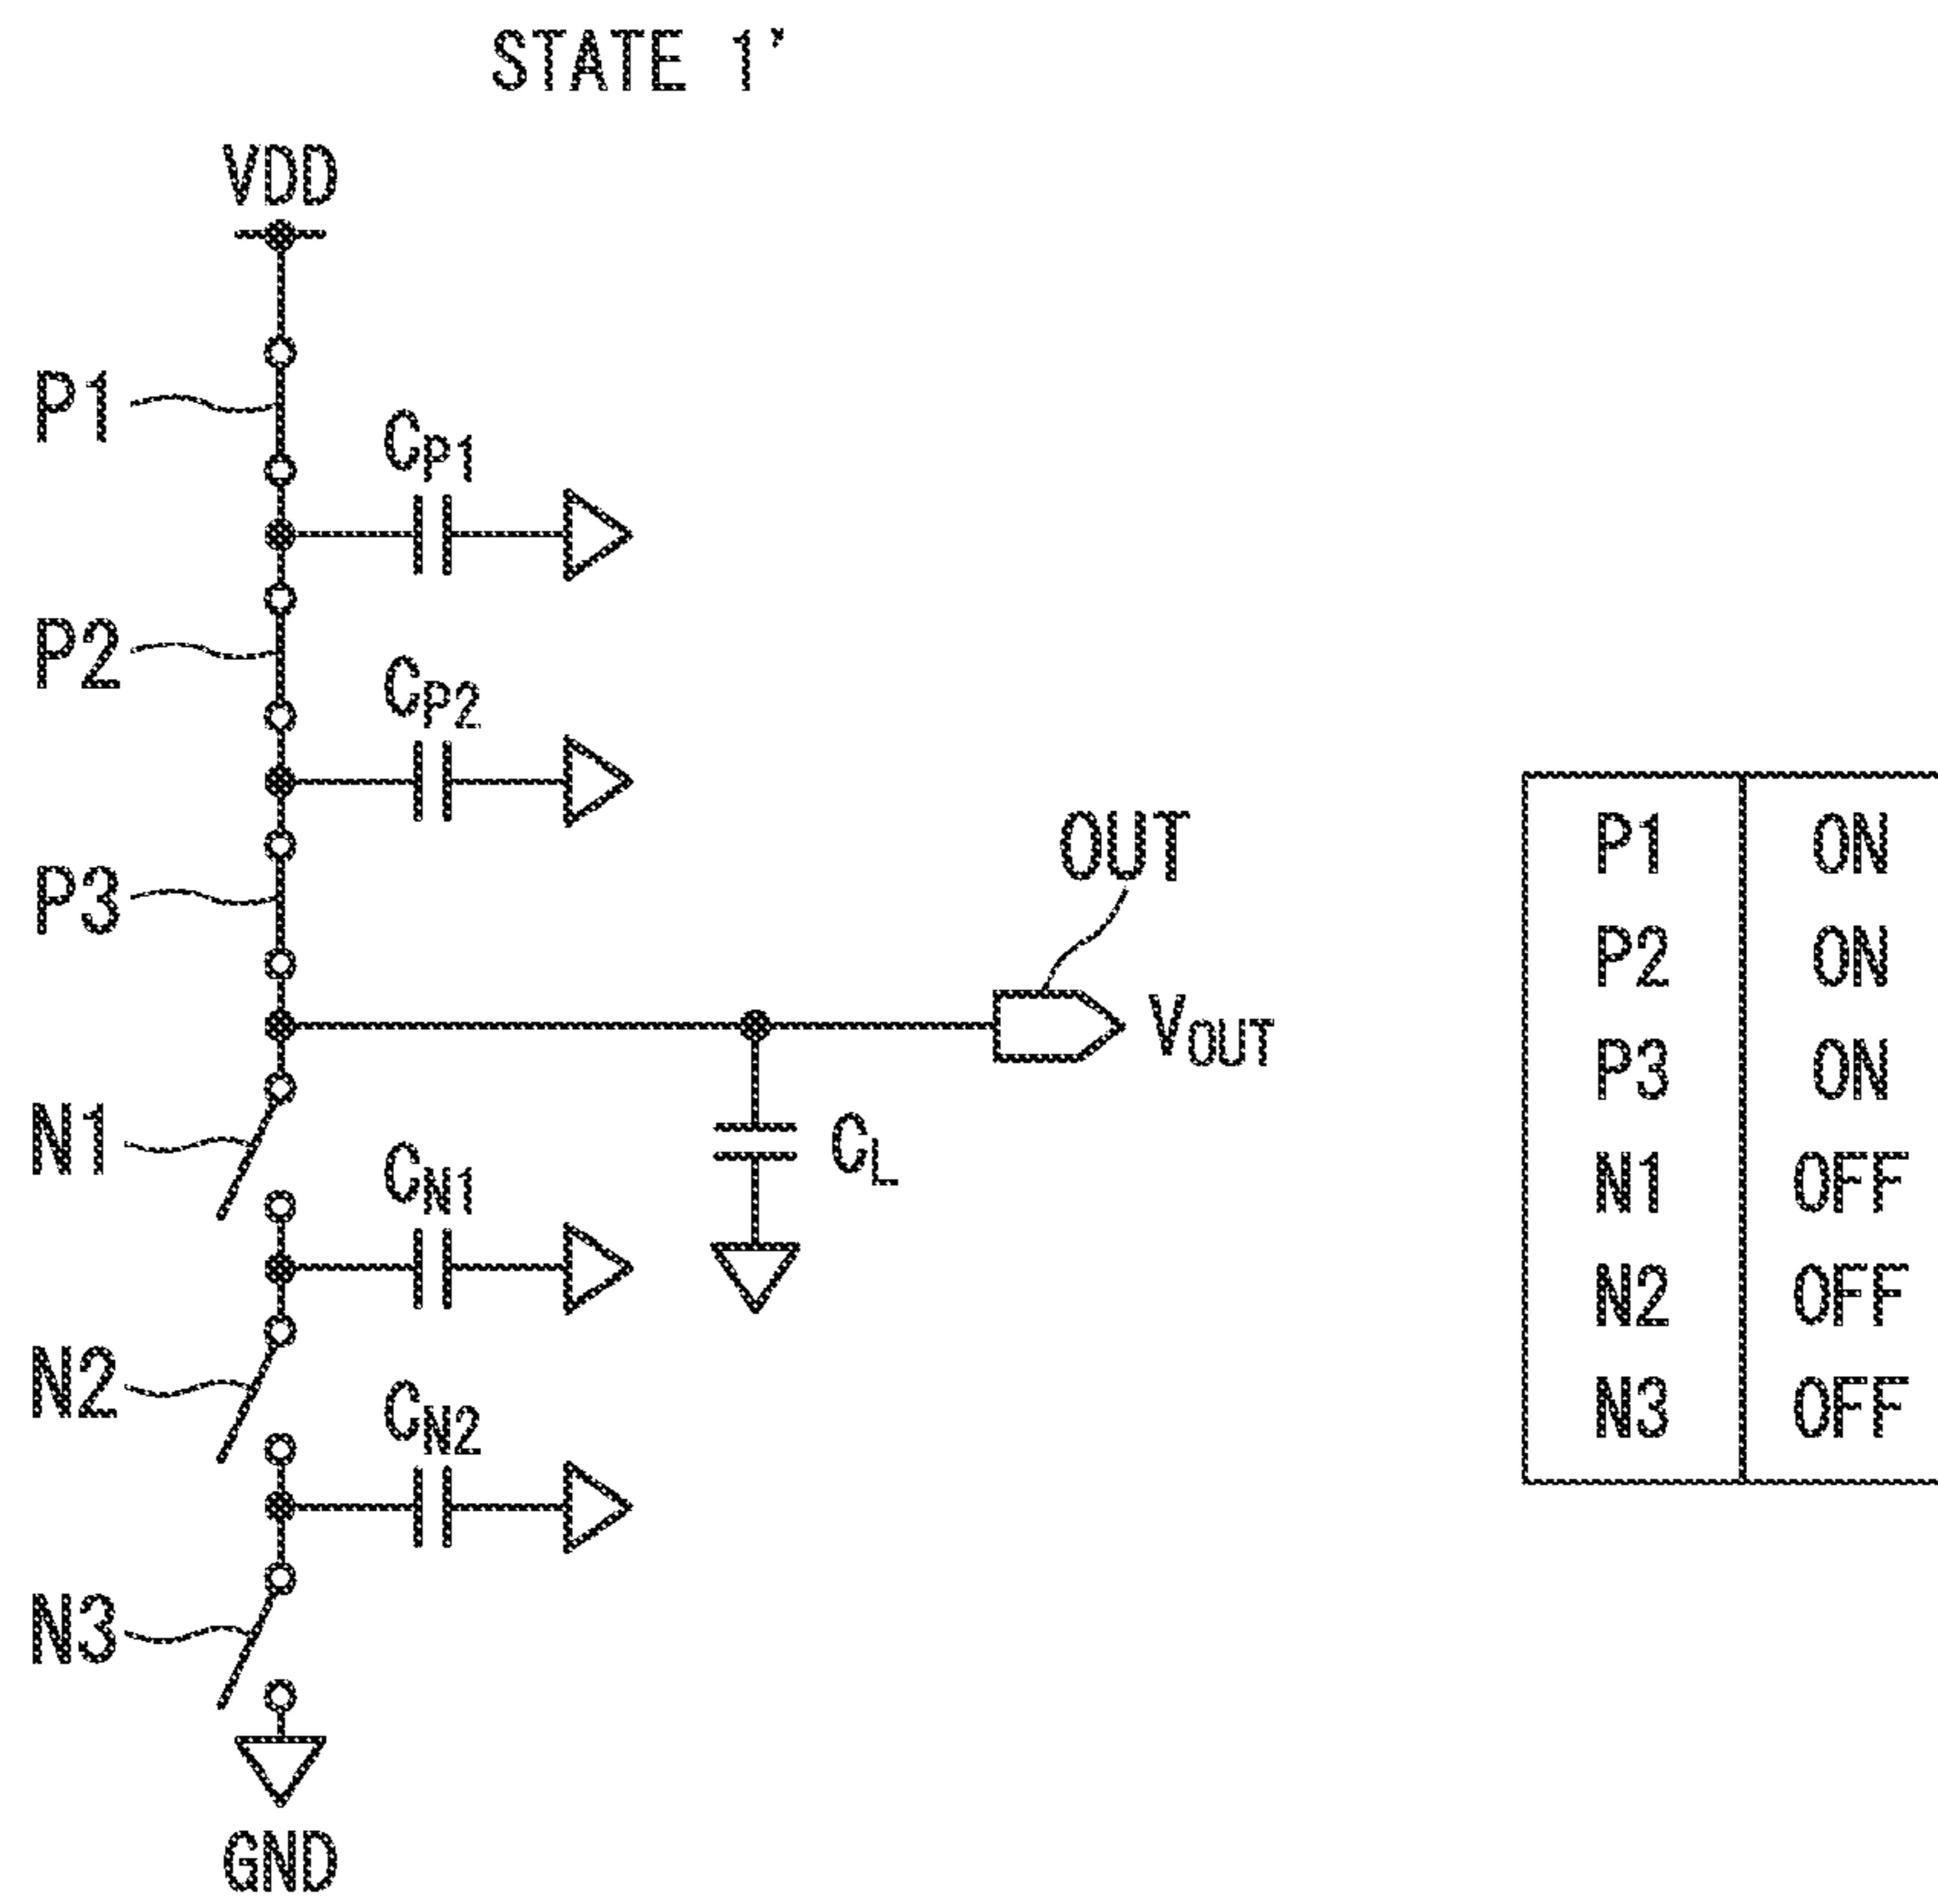 STATE 1'
VDD
P1
CP1
P2
CP2
P3
OUT
VOUT
N1
CN1
CL
N2
CN2
N3
GND
P1 ON
P2 ON
P3 ON
N1 OFF
N2 OFF
N3 OFF